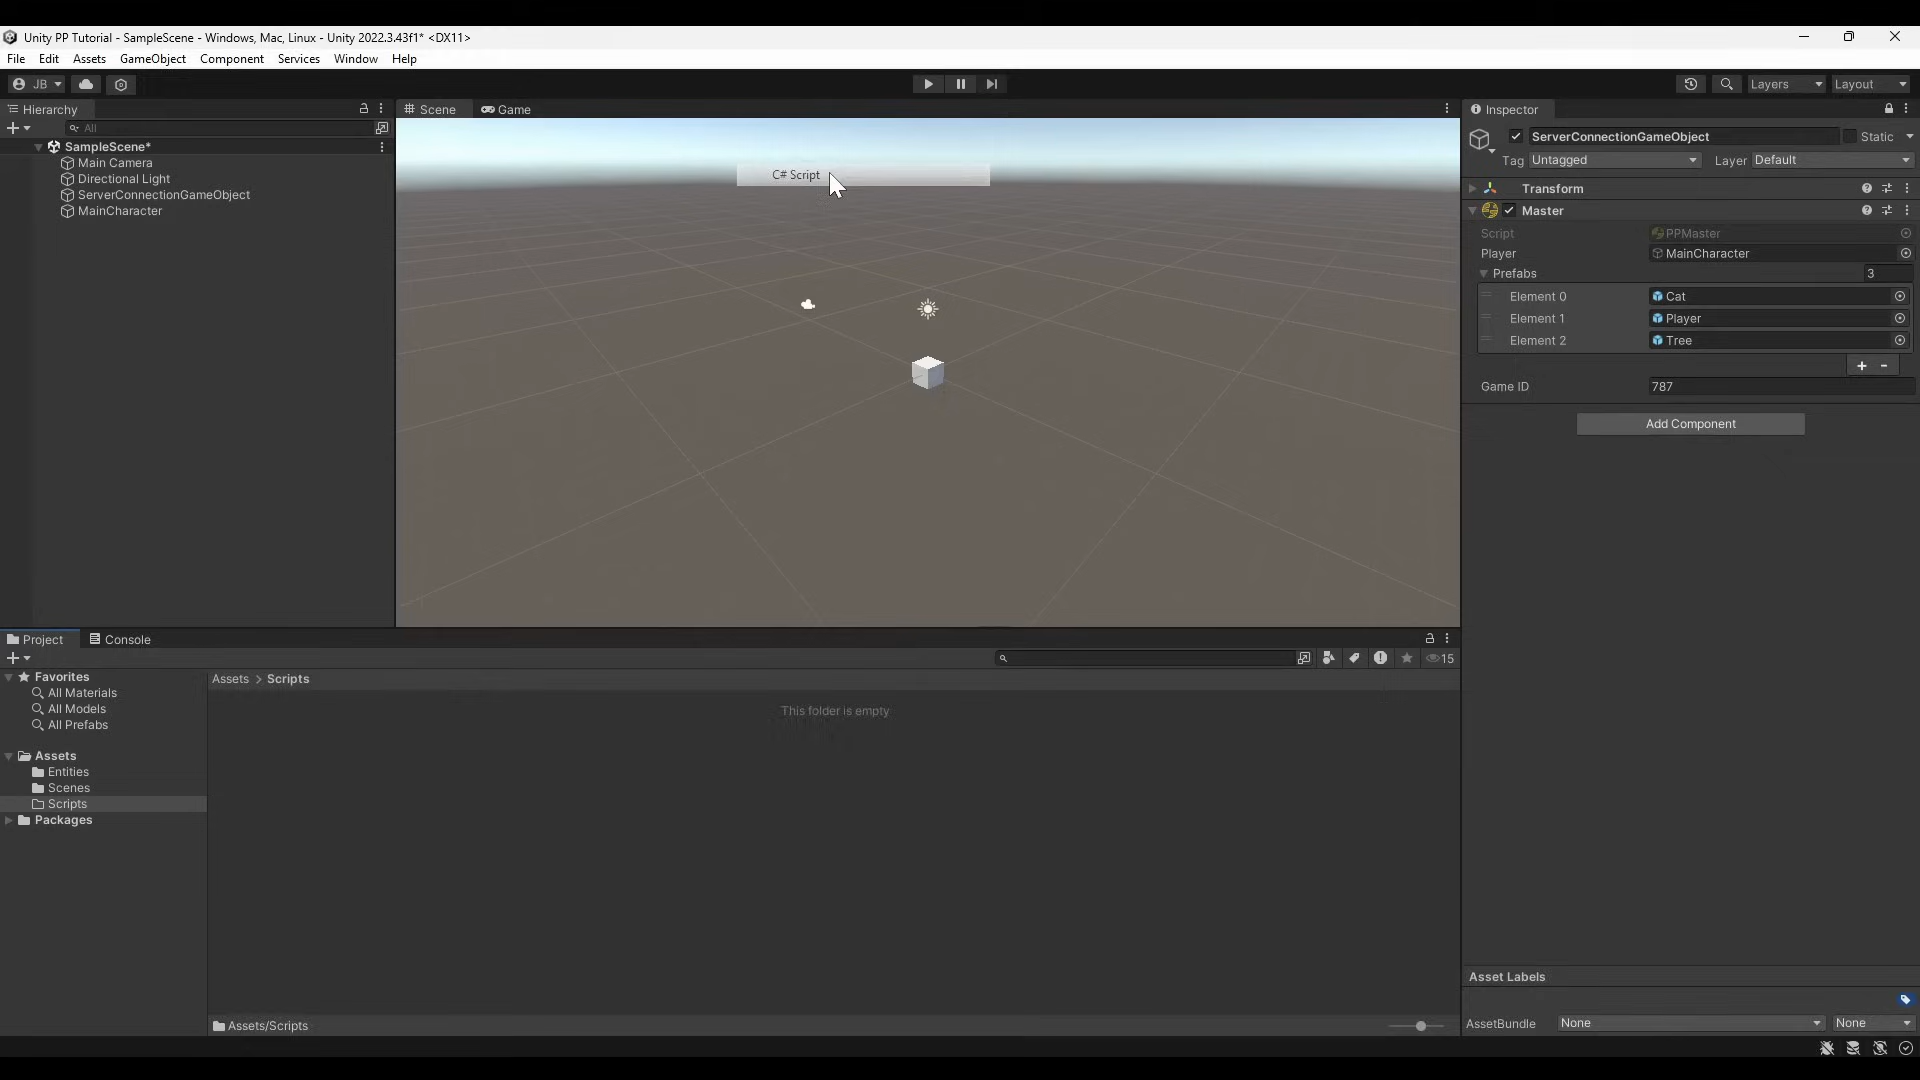 Unity PP Tutorial - SampleScene - Windows, Mac, Linux - Unity 2022.3.43f1* <DX11>
File Edit Assets GameObject Component Services Window Help
JB
Layers
Layout
Hierarchy
All
SampleScene*
Main Camera
Directional Light
ServerConnectionGameObject
MainCharacter
Scene
Game
C# Script
Inspector
ServerConnectionGameObject
Static
Tag Untagged
Layer Default
Transform
Master
Script PPMaster
Player MainCharacter
Prefabs 3
Element 0 Cat
Element 1 Player
Element 2 Tree
+ -
Game ID 787
Add Component
Project
Console
15
Favorites
All Materials
All Models
All Prefabs
Assets
Entities
Scenes
Scripts
Packages
Assets > Scripts
This folder is empty
Assets/Scripts
Asset Labels
AssetBundle None None